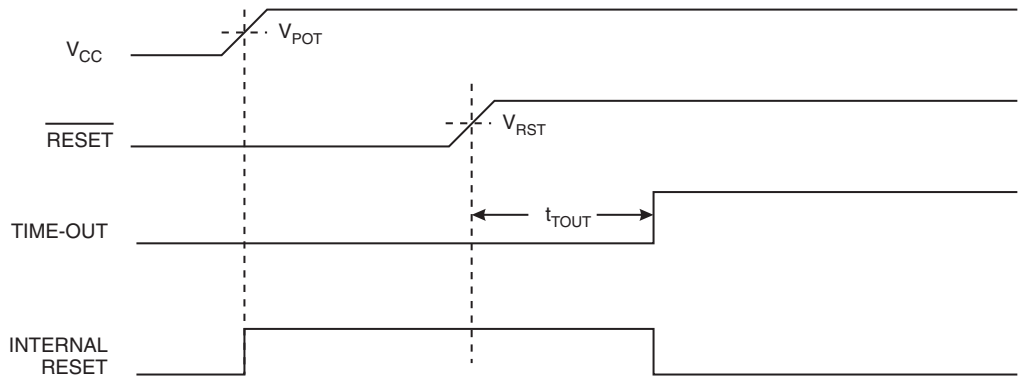 V_CC
V_POT
RESET
V_RST
TIME-OUT
t_TOUT
INTERNAL
RESET